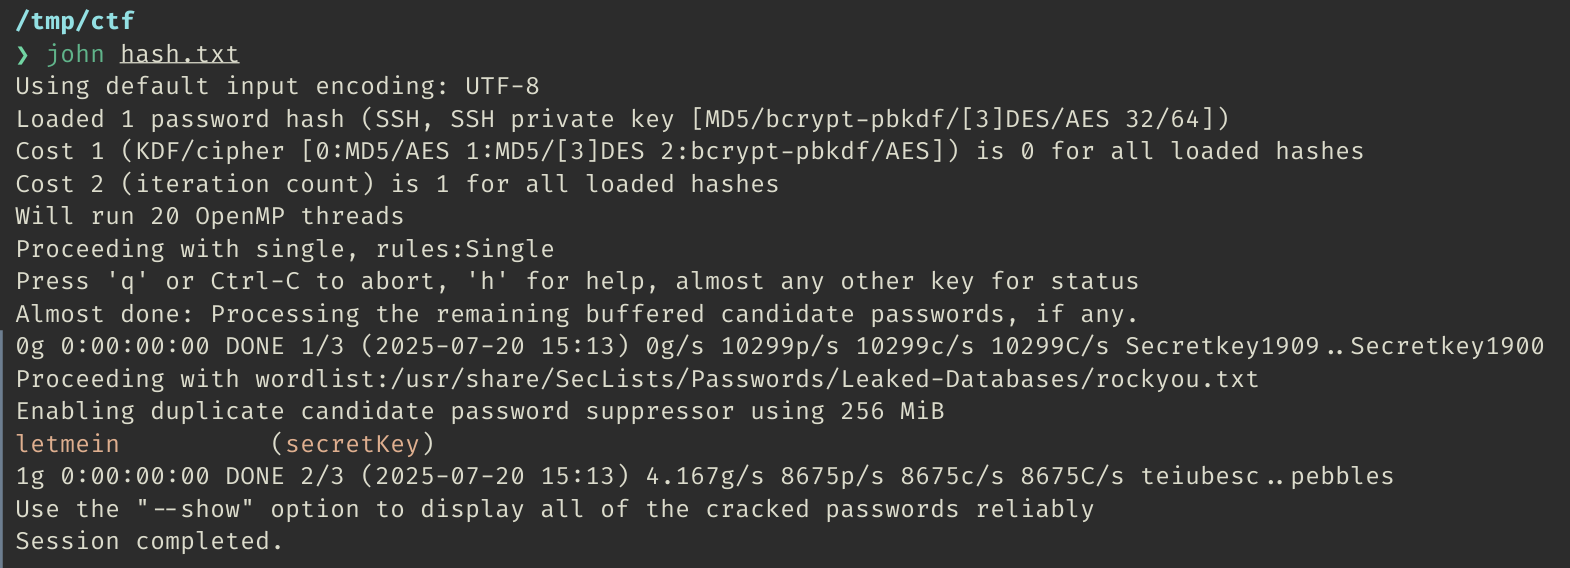 /tmp/ctf
❯ john hash.txt
Using default input encoding: UTF-8
Loaded 1 password hash (SSH, SSH private key [MD5/bcrypt-pbkdf/[3]DES/AES 32/64])
Cost 1 (KDF/cipher [0:MD5/AES 1:MD5/[3]DES 2:bcrypt-pbkdf/AES]) is 0 for all loaded hashes
Cost 2 (iteration count) is 1 for all loaded hashes
Will run 20 OpenMP threads
Proceeding with single, rules:Single
Press 'q' or Ctrl-C to abort, 'h' for help, almost any other key for status
Almost done: Processing the remaining buffered candidate passwords, if any.
0g 0:00:00:00 DONE 1/3 (2025-07-20 15:13) 0g/s 10299p/s 10299c/s 10299C/s Secretkey1909..Secretkey1900
Proceeding with wordlist:/usr/share/SecLists/Passwords/Leaked-Databases/rockyou.txt
Enabling duplicate candidate password suppressor using 256 MiB
letmein          (secretKey)
1g 0:00:00:00 DONE 2/3 (2025-07-20 15:13) 4.167g/s 8675p/s 8675c/s 8675C/s teiubesc..pebbles
Use the "--show" option to display all of the cracked passwords reliably
Session completed.